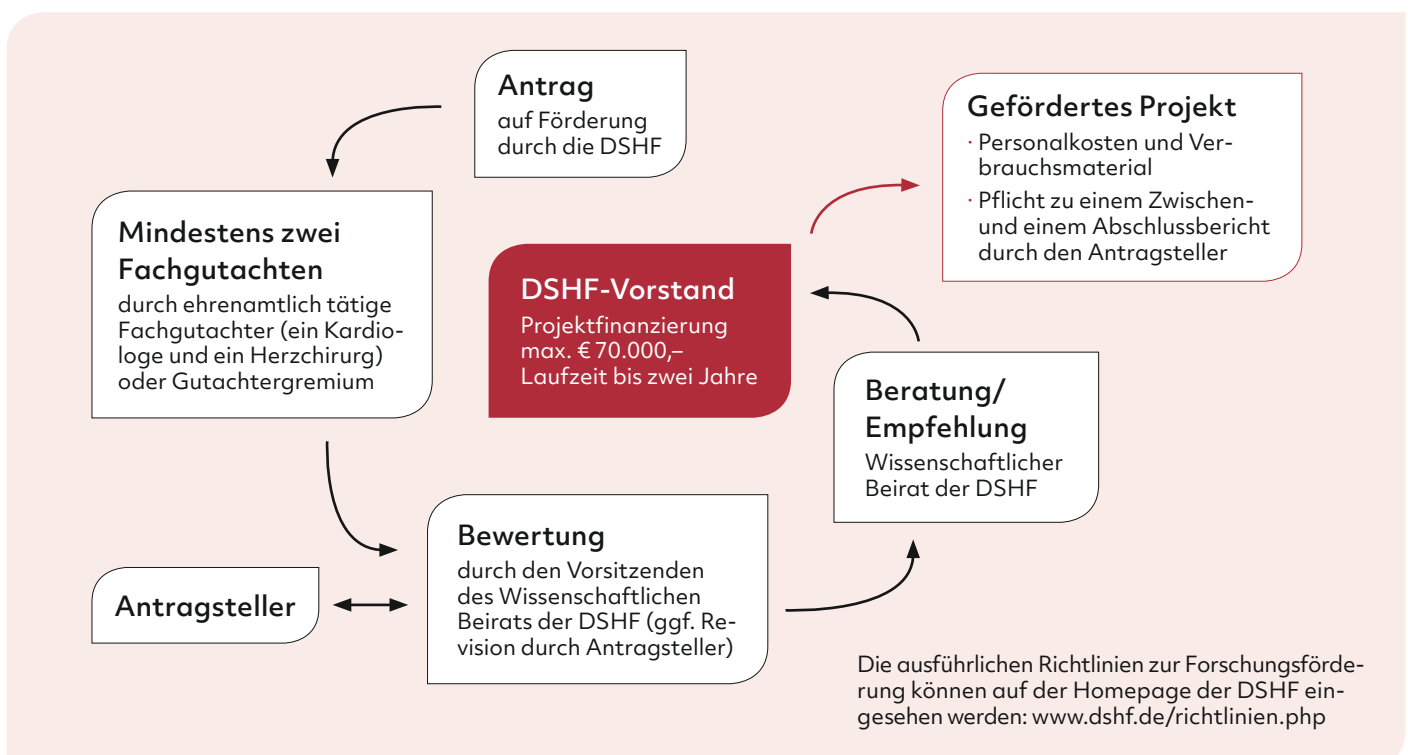 Antrag
auf Förderung
durch die DSHF
Mindestens zwei
Fachgutachten
durch ehrenamtlich tätige
Fachgutachter (ein Kardio-
loge und ein Herzchirurg)
oder Gutachtergremium
Antragsteller
Bewertung
durch den Vorsitzenden
des Wissenschaftlichen
Beirats der DSHF (ggf. Re-
vision durch Antragsteller)
Beratung/
Empfehlung
Wissenschaftlicher
Beirat der DSHF
DSHF-Vorstand
Projektfinanzierung
max. € 70.000,–
Laufzeit bis zwei Jahre
Gefördertes Projekt
· Personalkosten und Ver-
brauchsmaterial
· Pflicht zu einem Zwischen-
und einem Abschlussbericht
durch den Antragsteller
Die ausführlichen Richtlinien zur Forschungsförde-
rung können auf der Homepage der DSHF ein-
gesehen werden: www.dshf.de/richtlinien.php